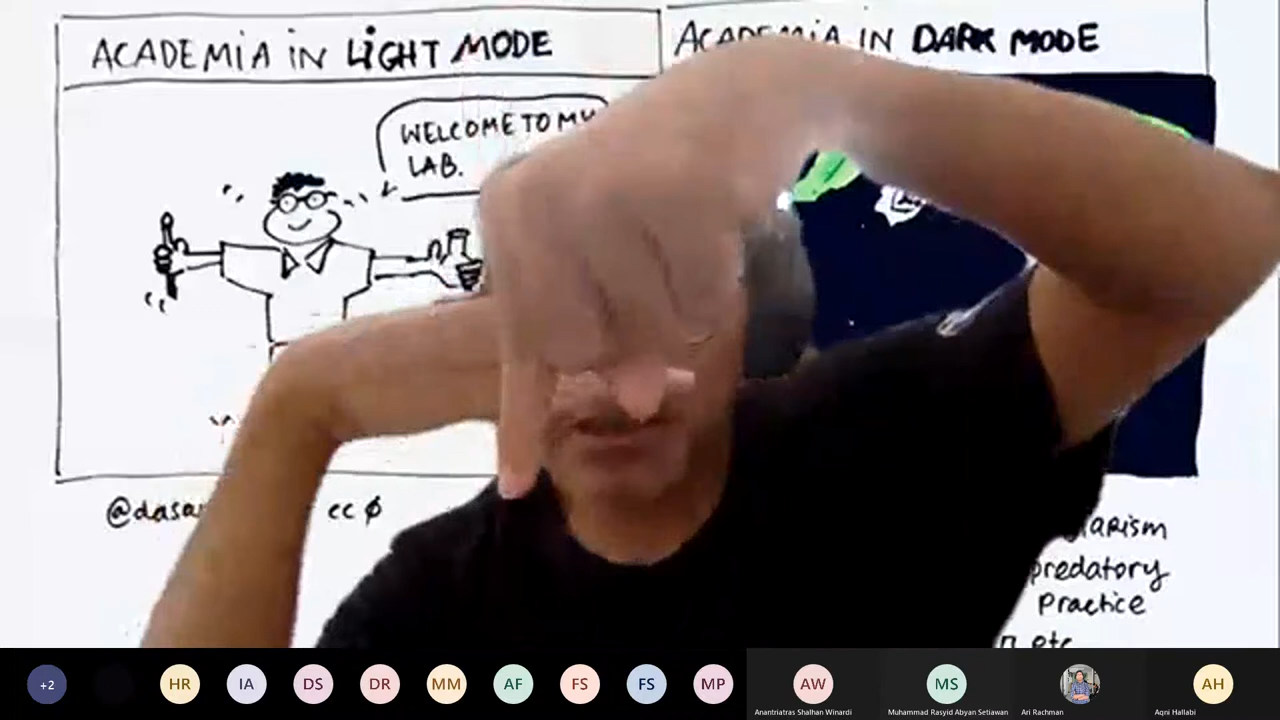 ACADEMIA iN LiGHT MODE
ACADEMIA IN DARK MODE
WELCOME TO MY
LAB.
cc ϕ
predatory
Practice
etc
+2
HR
IA
DS
DR
MM
AF
FS
FS
MP
AW
MS
AH
Anantriatras Shalhan Winardi
Muhammad Rasyid Abyan Setiawan
Ari Rachman
Aqni Hallabi